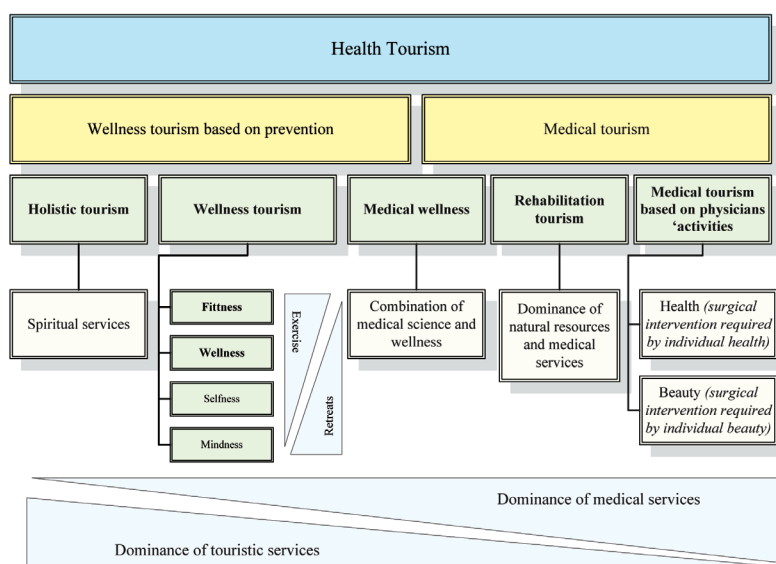 Health Tourism
Wellness tourism based on prevention
Medical tourism
Holistic tourism
Wellness tourism
Medical wellness
Rehabilitation
tourism
Medical tourism
based on physicians
‘activities
Spiritual services
Fittness
Wellness
Selfness
Mindness
Exercise
Retreats
Combination of
medical science and
wellness
Dominance of
natural resources
and medical
services
Health (surgical
intervention required
by individual health)
Beauty (surgical
intervention required
by individual beauty)
Dominance of medical services
Dominance of touristic services